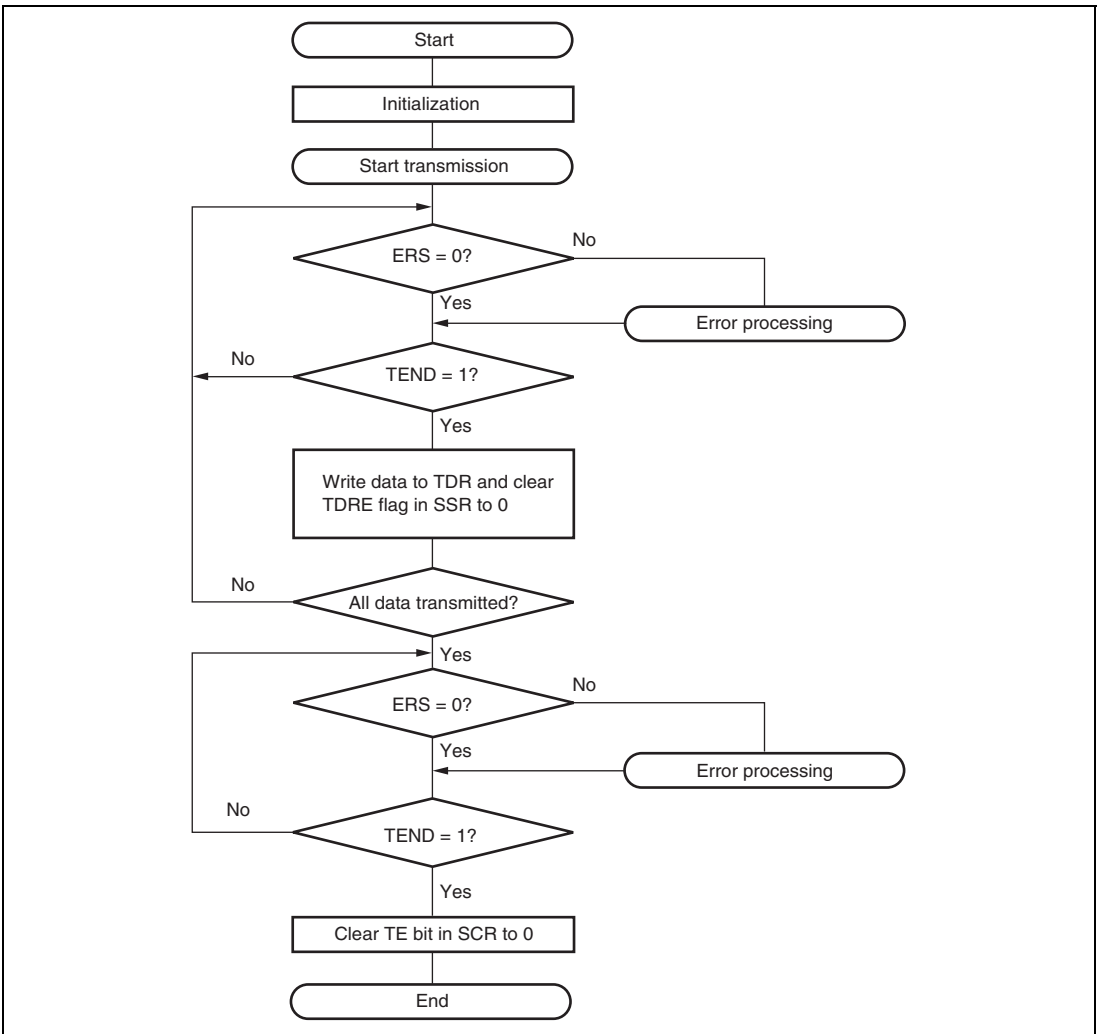 Start
Initialization
Start transmission
ERS = 0?
No
Yes
Error processing
No
TEND = 1?
Yes
Write data to TDR and clear
TDRE flag in SSR to 0
No
All data transmitted?
Yes
ERS = 0?
No
Yes
Error processing
No
TEND = 1?
Yes
Clear TE bit in SCR to 0
End